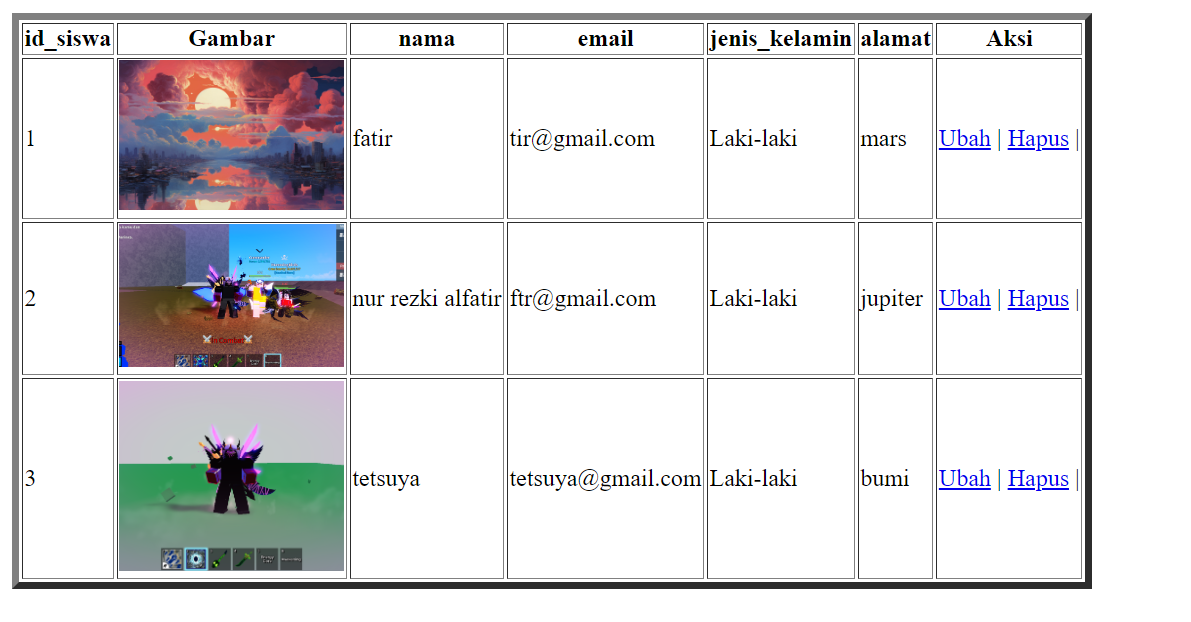 id_siswa Gambar nama email jenis_kelamin alamat Aksi
1 fatir tir@gmail.com Laki-laki mars Ubah | Hapus |
2 nur rezki alfatir ftr@gmail.com Laki-laki jupiter Ubah | Hapus |
In Combat
3 tetsuya tetsuya@gmail.com Laki-laki bumi Ubah | Hapus |